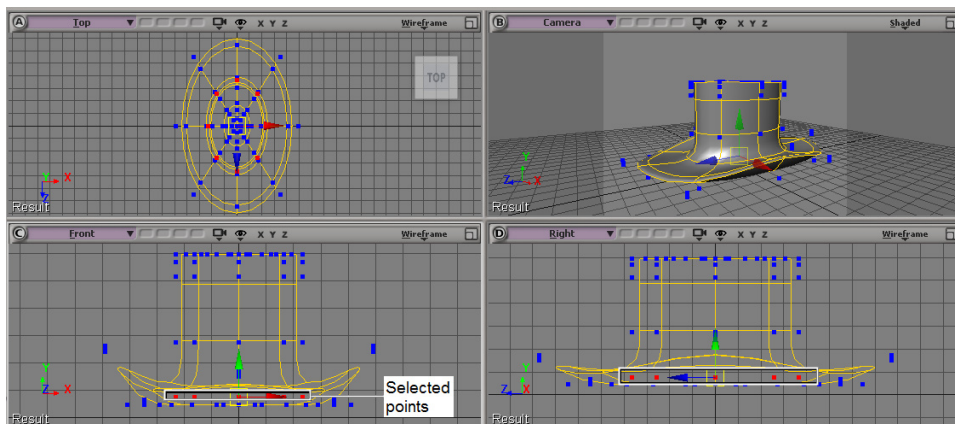 A Top X Y Z Wireframe
TOP
Y
X
Z
Result
B Camera X Y Z Shaded
Y
Z X
Result
C Front X Y Z Wireframe
Y
Z X
Selected
points
Result
D Right X Y Z Wireframe
Y
Z X
Result